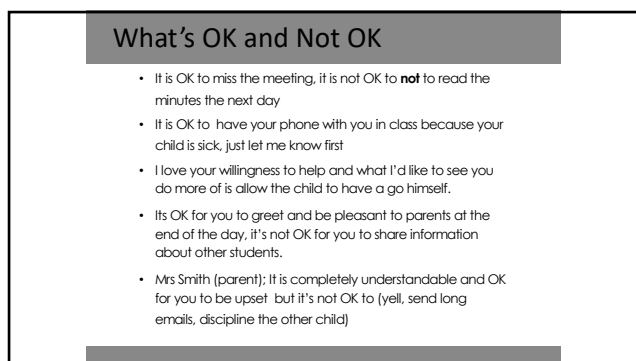 What's OK and Not OK
• It is OK to miss the meeting, it is not OK to not to read the
minutes the next day
• It is OK to have your phone with you in class because your
child is sick, just let me know first
• I love your willingness to help and what I'd like to see you
do more of is allow the child to have a go himself.
• Its OK for you to greet and be pleasant to parents at the
end of the day, it's not OK for you to share information
about other students.
• Mrs Smith (parent); It is completely understandable and OK
for you to be upset but it's not OK to (yell, send long
emails, discipline the other child)